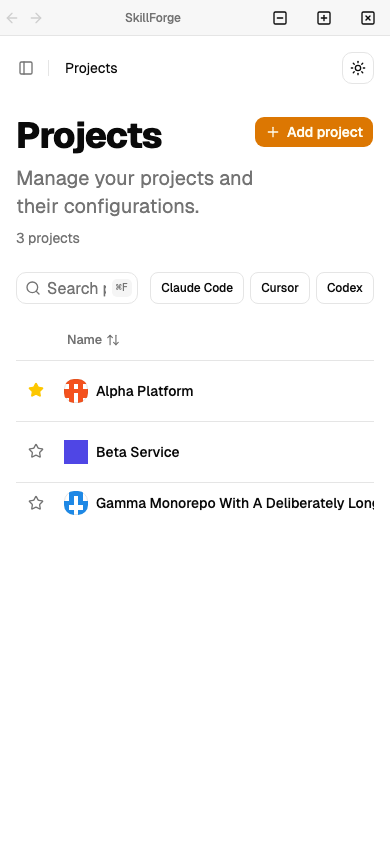 SkillForge
Projects
Projects
Add project
Manage your projects and
their configurations.
3 projects
Search p
⌘F
Claude Code
Cursor
Codex
Name
Alpha Platform
Beta Service
Gamma Monorepo With A Deliberately Long